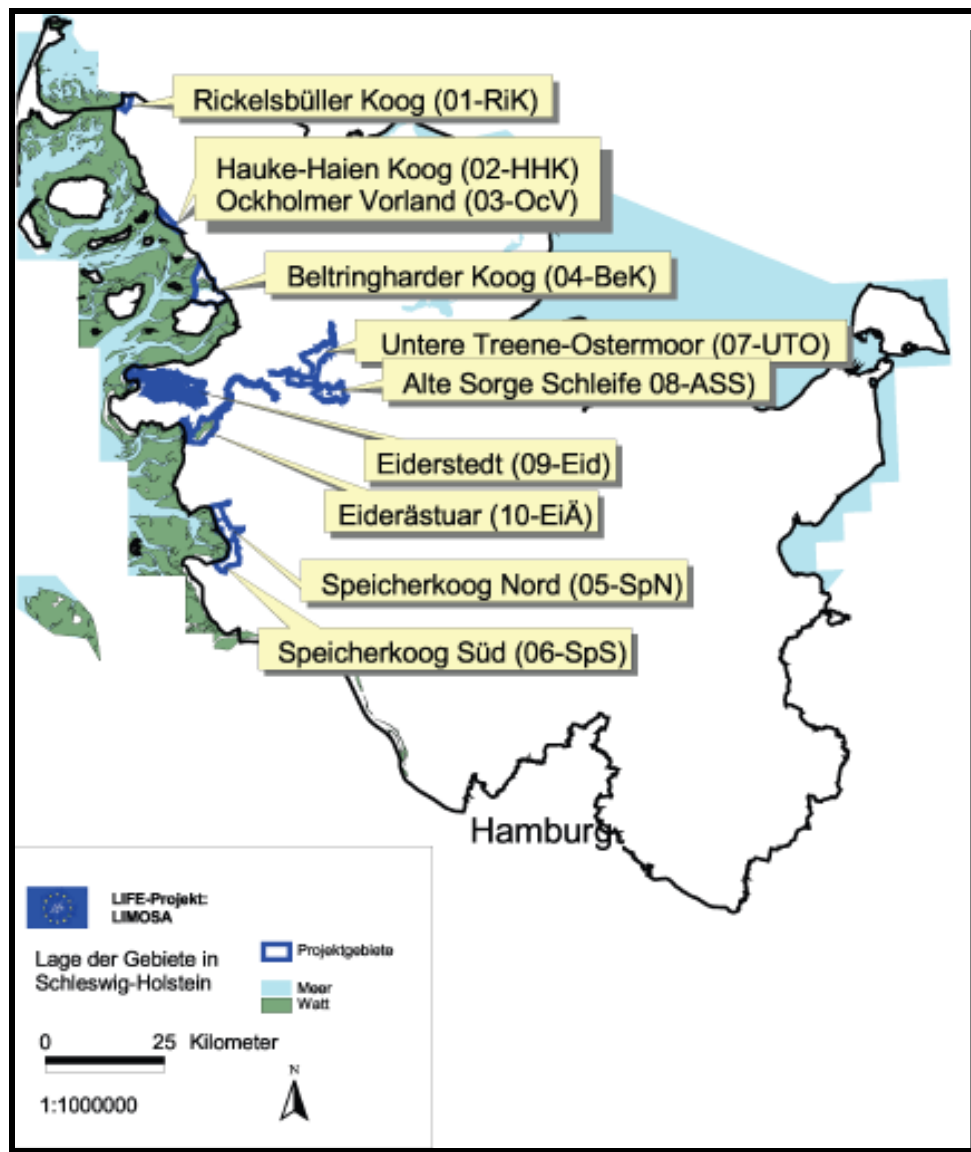 Rickelsbüller Koog (01-RiK)
Hauke-Haien Koog (02-HHK)
Ockholmer Vorland (03-OcV)
Beltringharder Koog (04-BeK)
Untere Treene-Ostermoor (07-UTO)
Alte Sorge Schleife 08-ASS)
Eiderstedt (09-Eid)
Eiderästuar (10-EiÄ)
Speicherkoog Nord (05-SpN)
Speicherkoog Süd (06-SpS)
Hamburg
LIFE-Projekt:
LIMOSA
Lage der Gebiete in
Schleswig-Holstein
Projektgebiete
Meer
Watt
0 25 Kilometer
1:1000000
N